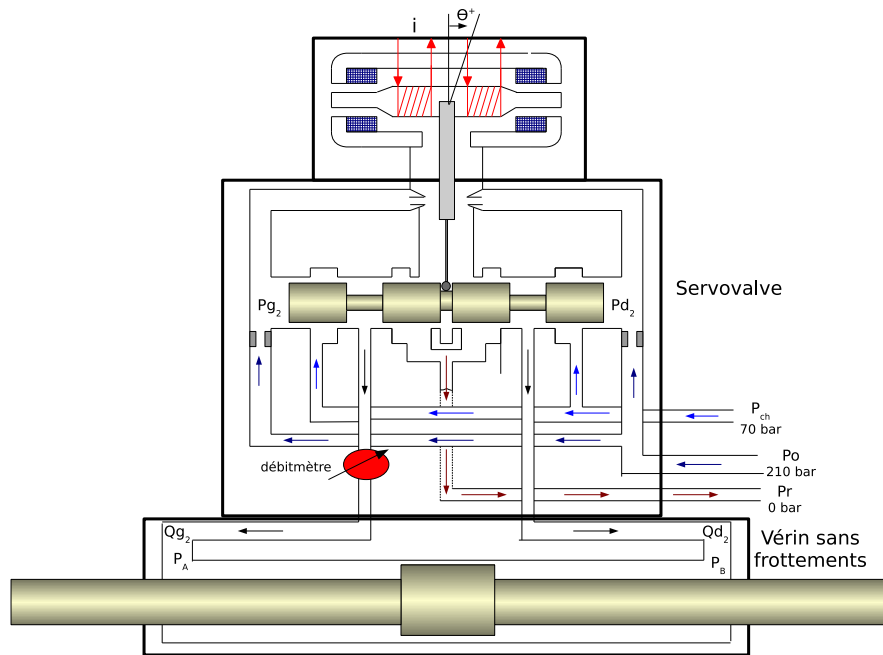 i
Θ+
Servovalve
Pg2
Pd2
Pch
70 bar
débitmètre
Po
210 bar
Pr
0 bar
Qg2
Qd2
Vérin sans
frottements
PA
PB